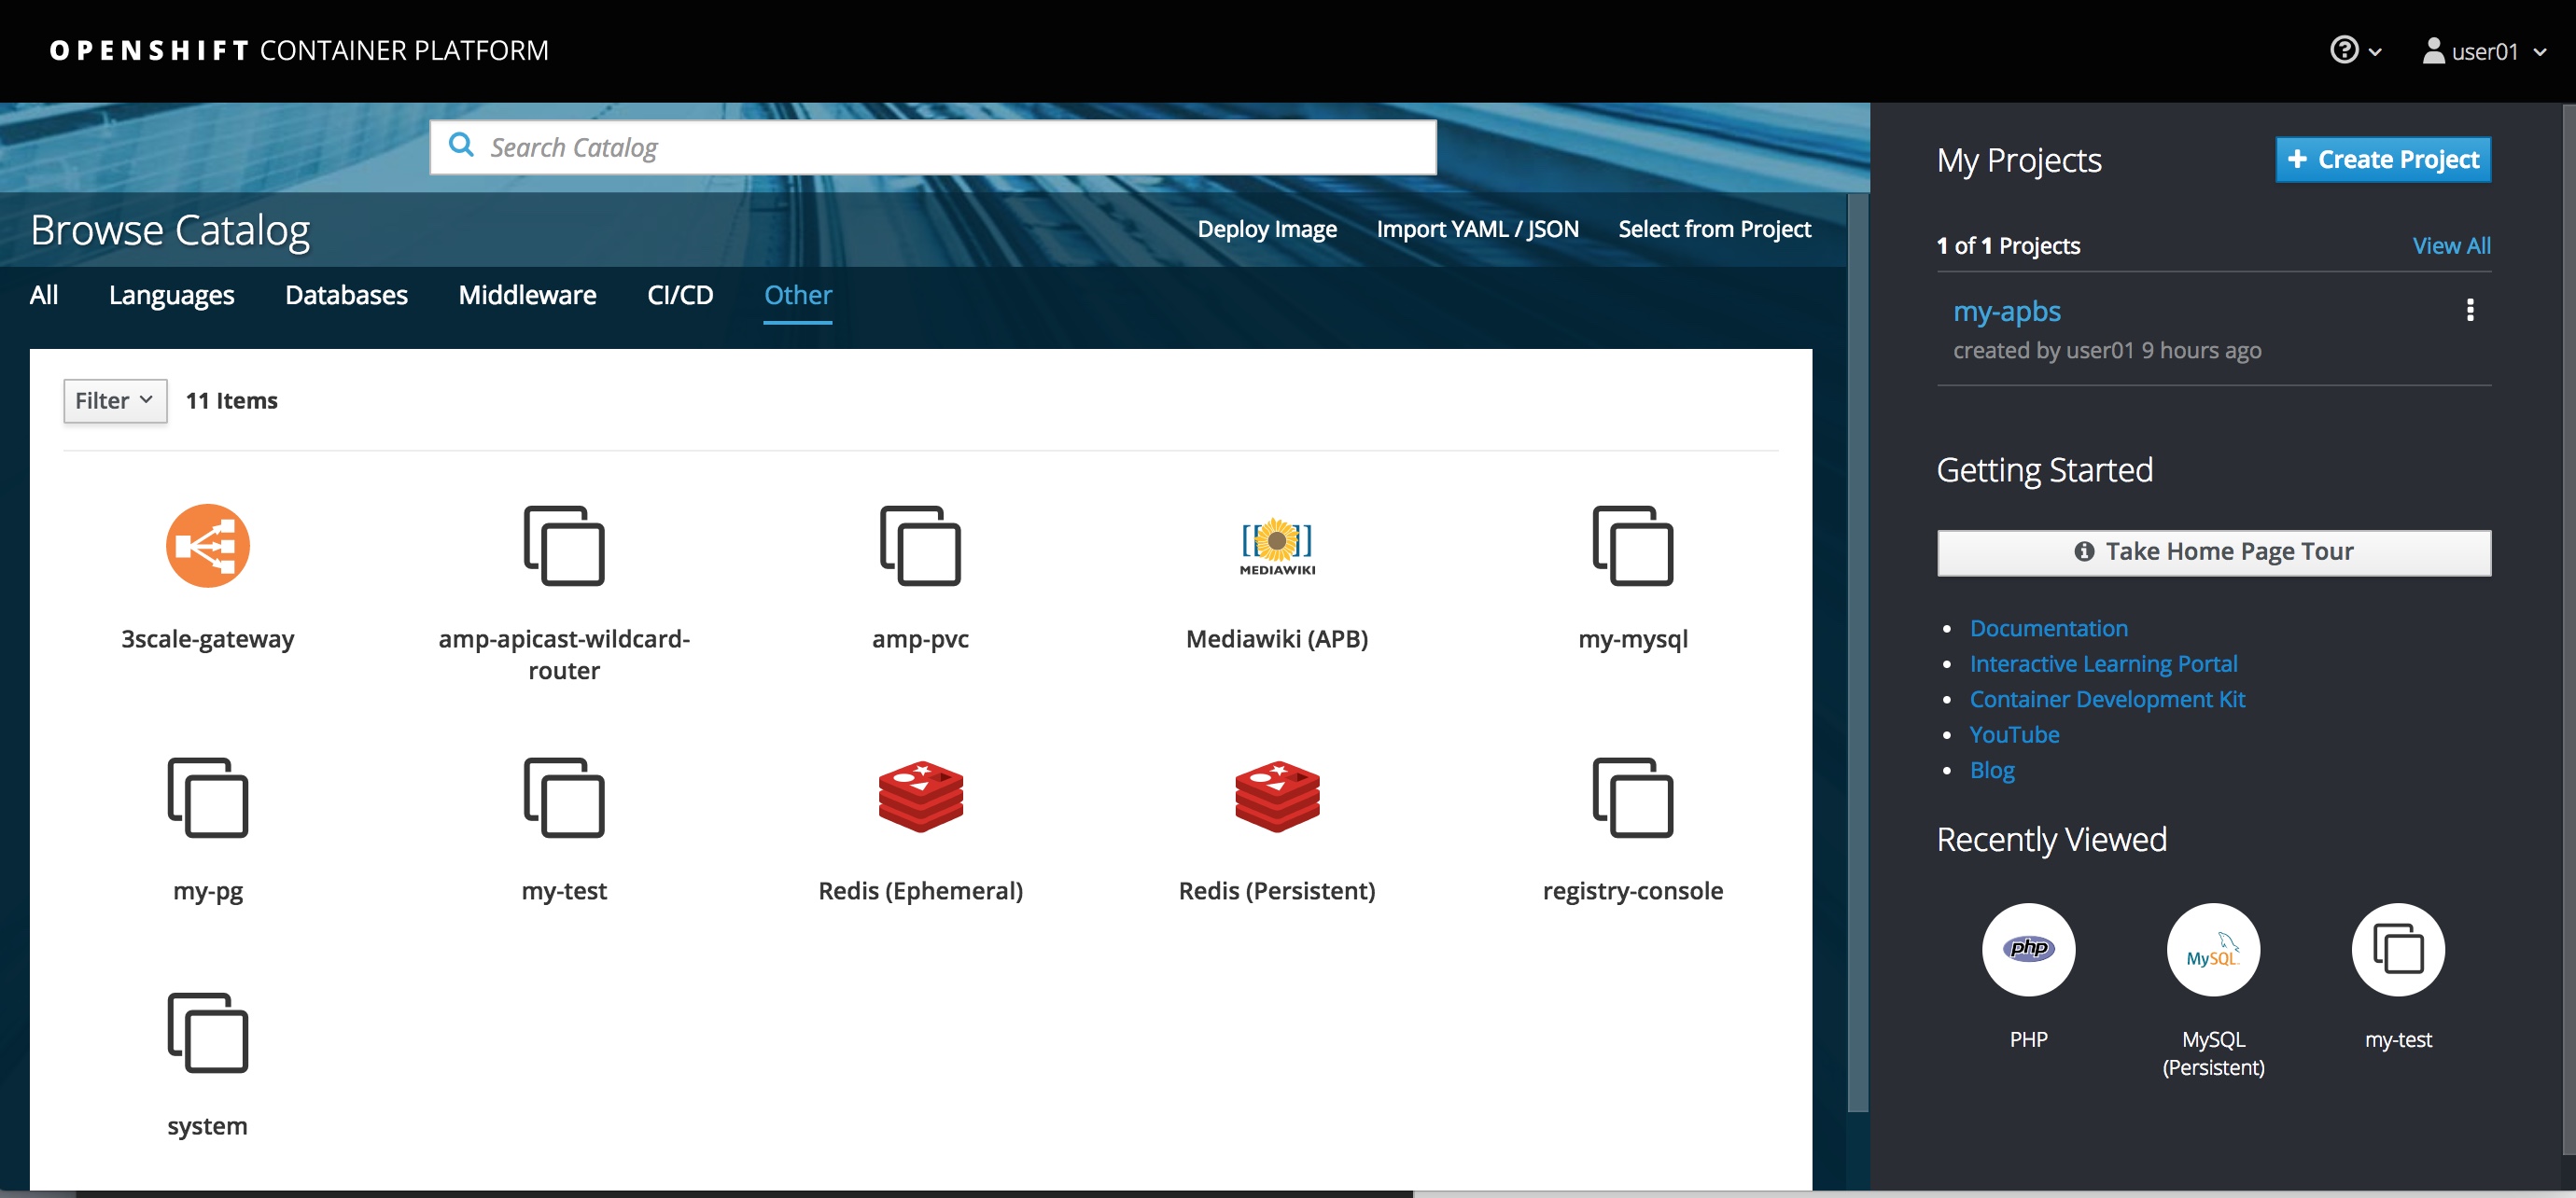 OPENSHIFT CONTAINER PLATFORM
user01
Search Catalog
Browse Catalog
Deploy Image
Import YAML / JSON
Select from Project
All
Languages
Databases
Middleware
CI/CD
Other
Filter
11 Items
3scale-gateway
amp-apicast-wildcard-
router
amp-pvc
[[ ]]
MEDIAWIKI
Mediawiki (APB)
my-mysql
my-pg
my-test
Redis (Ephemeral)
Redis (Persistent)
registry-console
system
My Projects
+ Create Project
1 of 1 Projects
View All
my-apbs
created by user01 9 hours ago
Getting Started
Take Home Page Tour
• Documentation
• Interactive Learning Portal
• Container Development Kit
• YouTube
• Blog
Recently Viewed
php
PHP
MySQL
MySQL
(Persistent)
my-test